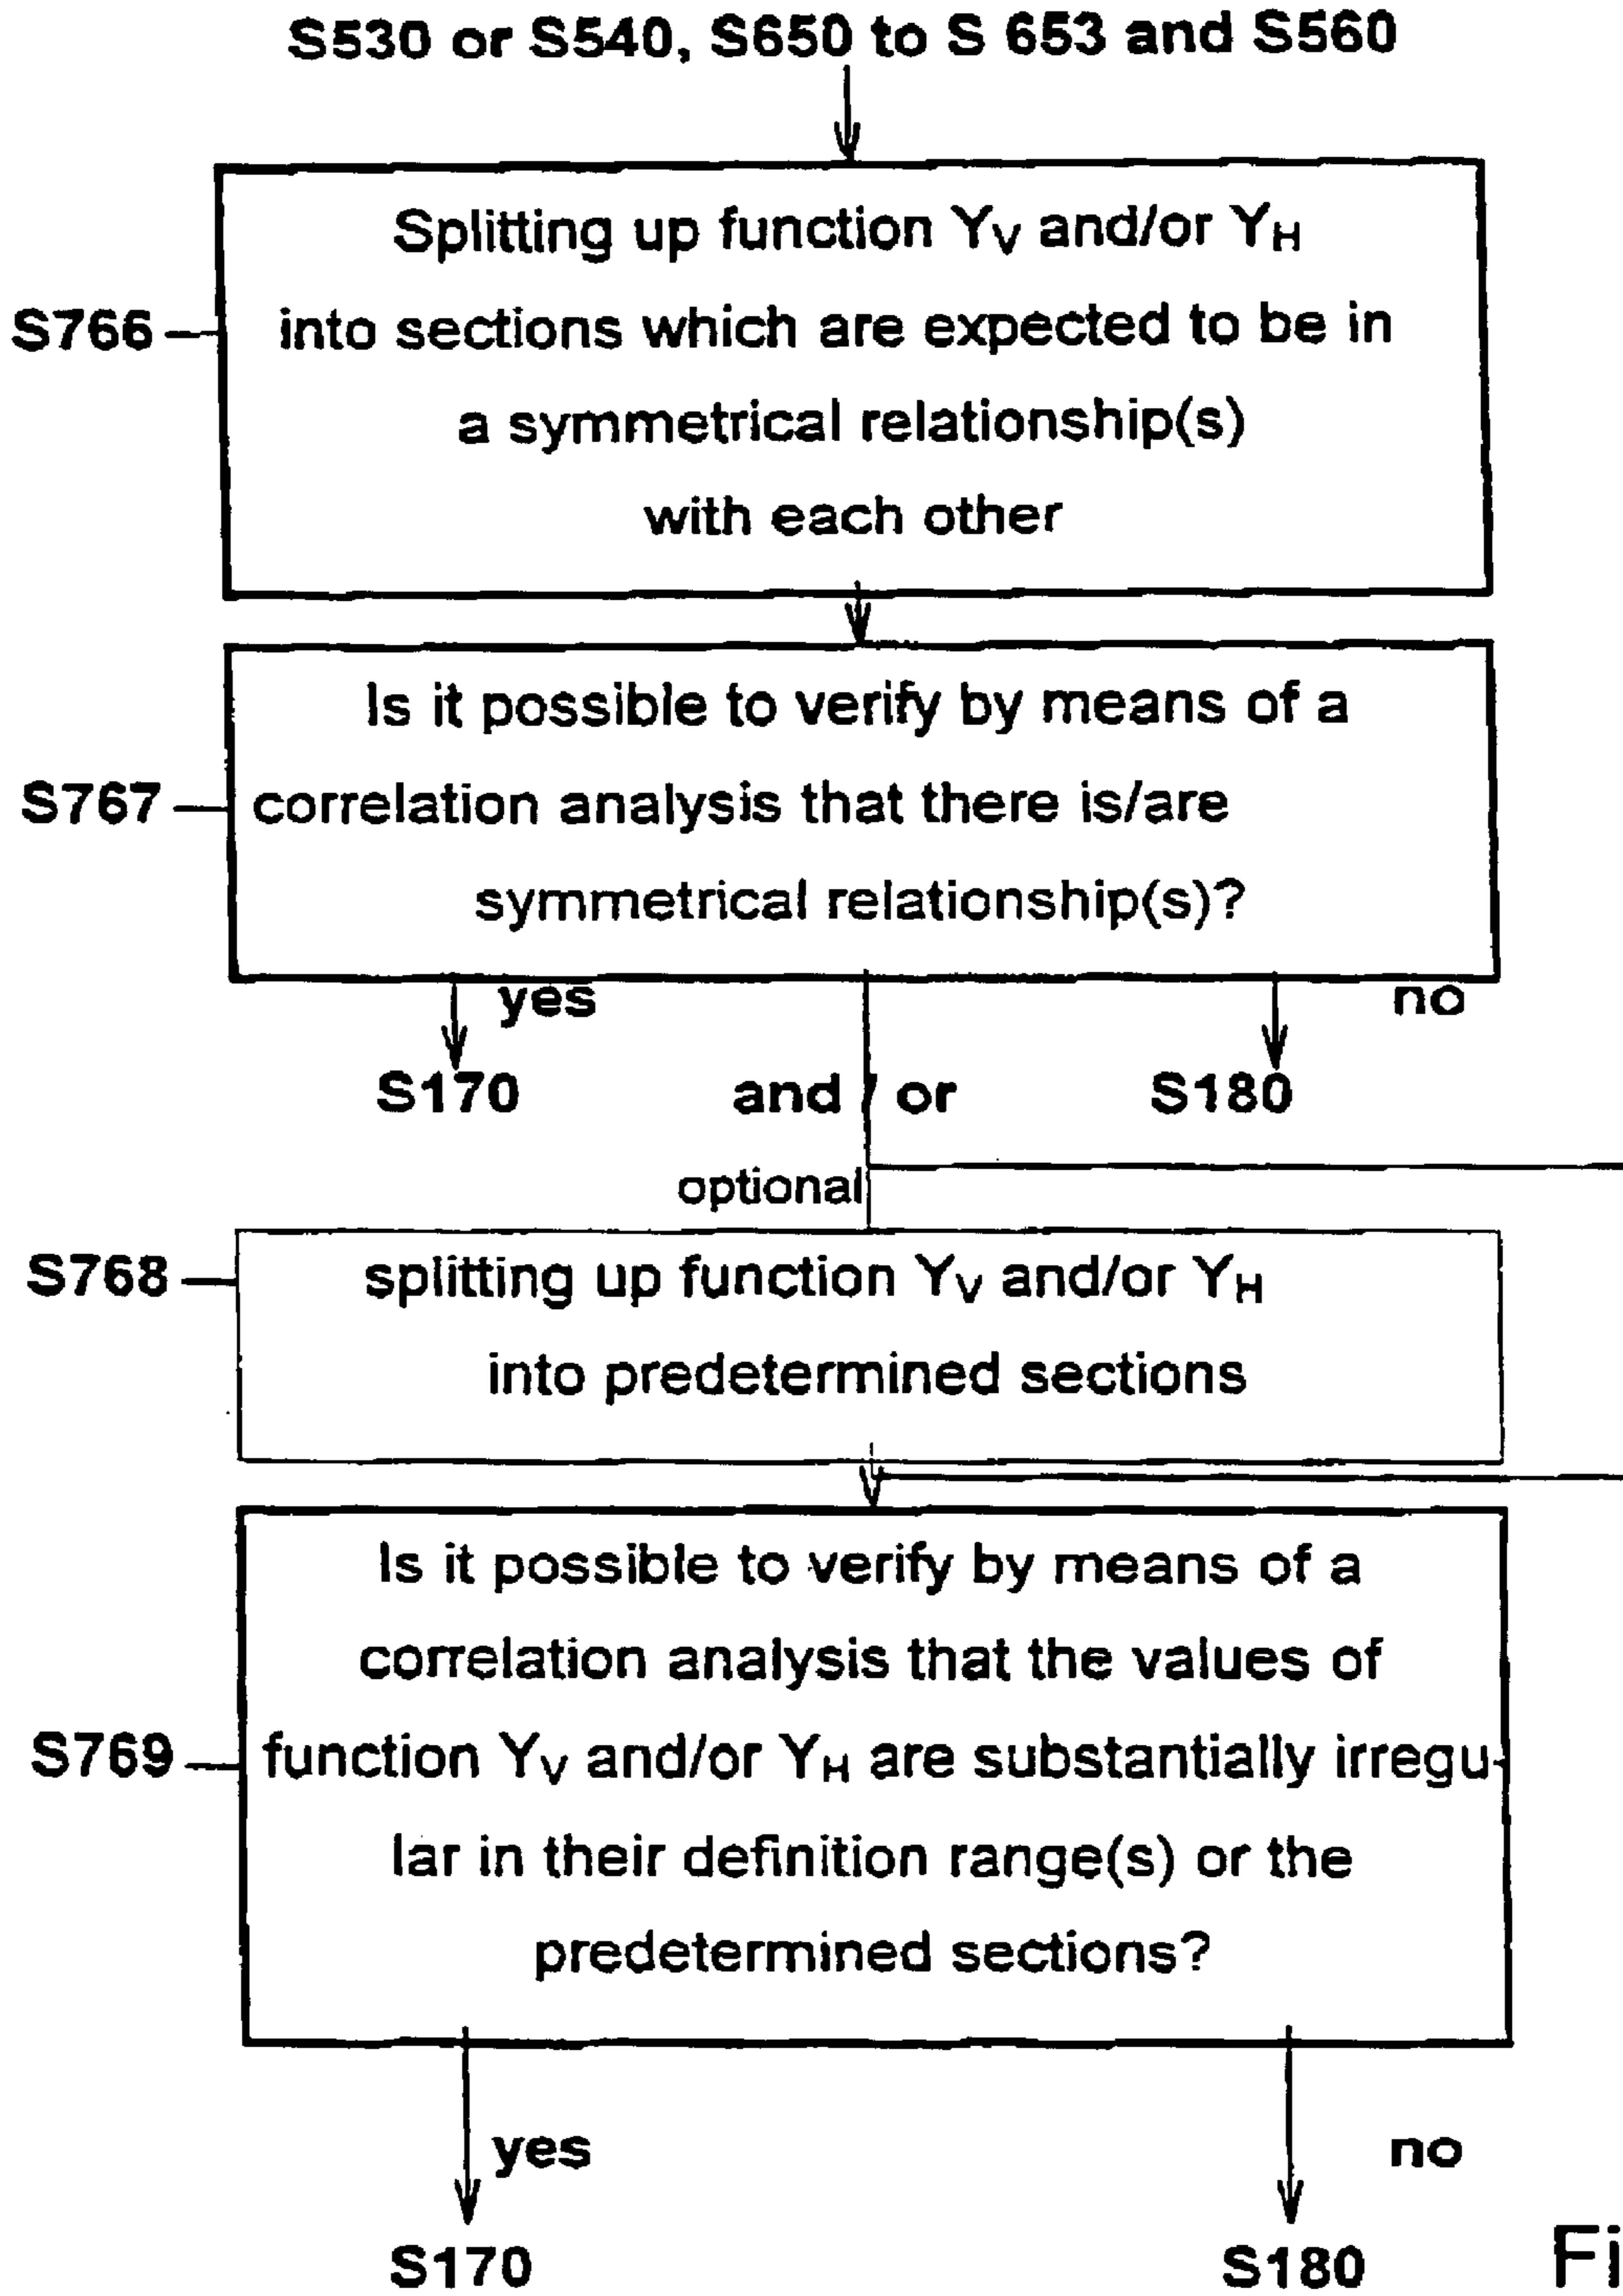 S530 or S540, S650 to S 653 and S560
Splitting up function YV and/or YH
S766
into sections which are expected to be in
a symmetrical relationship(s)
with each other
Is it possible to verify by means of a
S767
correlation analysis that there is/are
symmetrical relationship(s)?
yes
no
S170
and / or
S180
optional
S768
splitting up function YV and/or YH
into predetermined sections
Is it possible to verify by means of a
correlation analysis that the values of
S769
function YV and/or YH are substantially irregu-
lar in their definition range(s) or the
predetermined sections?
yes
no
S170
S180
Fi